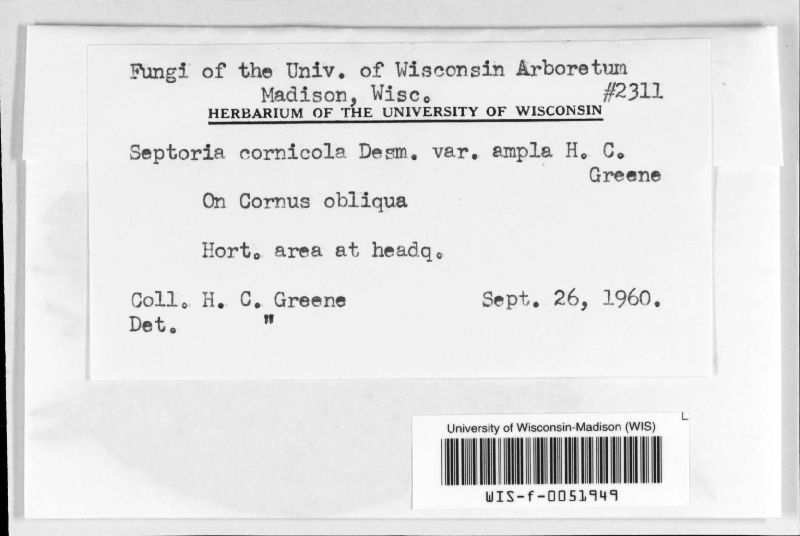 Fungi of the Univ. of Wisconsin Arboretum
Madison, Wisc. #2311
HERBARIUM OF THE UNIVERSITY OF WISCONSIN
Septoria cornicola Desm. var. ampla H. C.
Greene
On Cornus obliqua
Hort. area at headq.
Coll. H. C. Greene Sept. 26, 1960.
Det. "
L
University of Wisconsin-Madison (WIS)
WIS-f-0051949